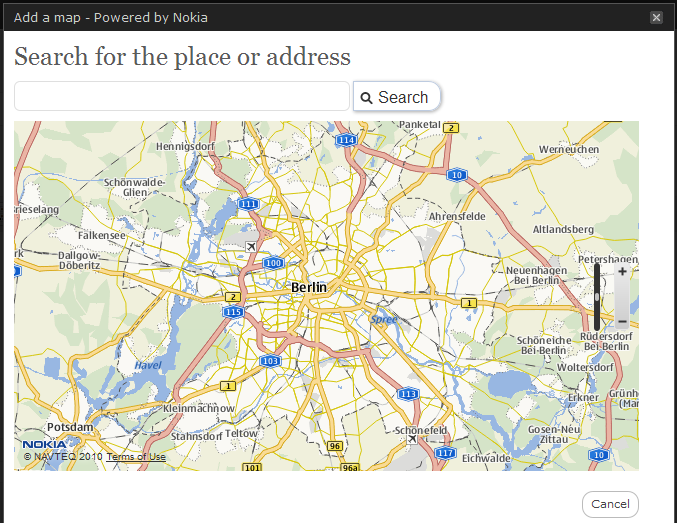 Add a map - Powered by Nokia
Search for the place or address
Search
Panketal
2
114
Hennigsdorf
Werneuchen
10
Schönwalde-
Glien
111
rieselang
Ahrensfelde
Falkensee
Altlandsberg
Dallgow-
Döberitz
100
Petershagen
Neuenhagen
Bei Berlin
+
Berlin
2
1
115
Spree
−
Schöneiche
Bei-Berlin
Rüdersdorf
Bei-Berlin
103
Havel
Woltersdorf
1
113
Erkner
Grünh
(Mar
Kleinmachnow
Potsdam
Stahnsdorf
Teltow
Schönefeld
Gosen-Neu
Zittau
NOKIA
96
117
Eichwalde
10
© NAVTEQ 2010 Terms of Use
101
96a
Cancel